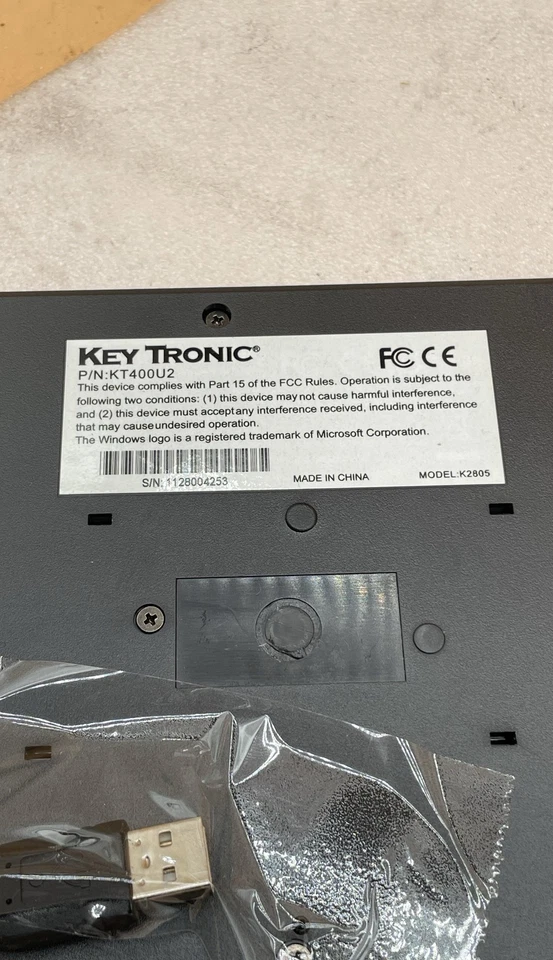 KEY TRONIC®
FC CE
P/N:KT400U2
This device complies with Part 15 of the FCC Rules. Operation is subject to the
following two conditions: (1) this device may not cause harmful interference,
and (2) this device must accept any interference received, including interference
that may cause undesired operation.
The Windows logo is a registered trademark of Microsoft Corporation.
S/N: 1128004253
MADE IN CHINA
MODEL:K2805